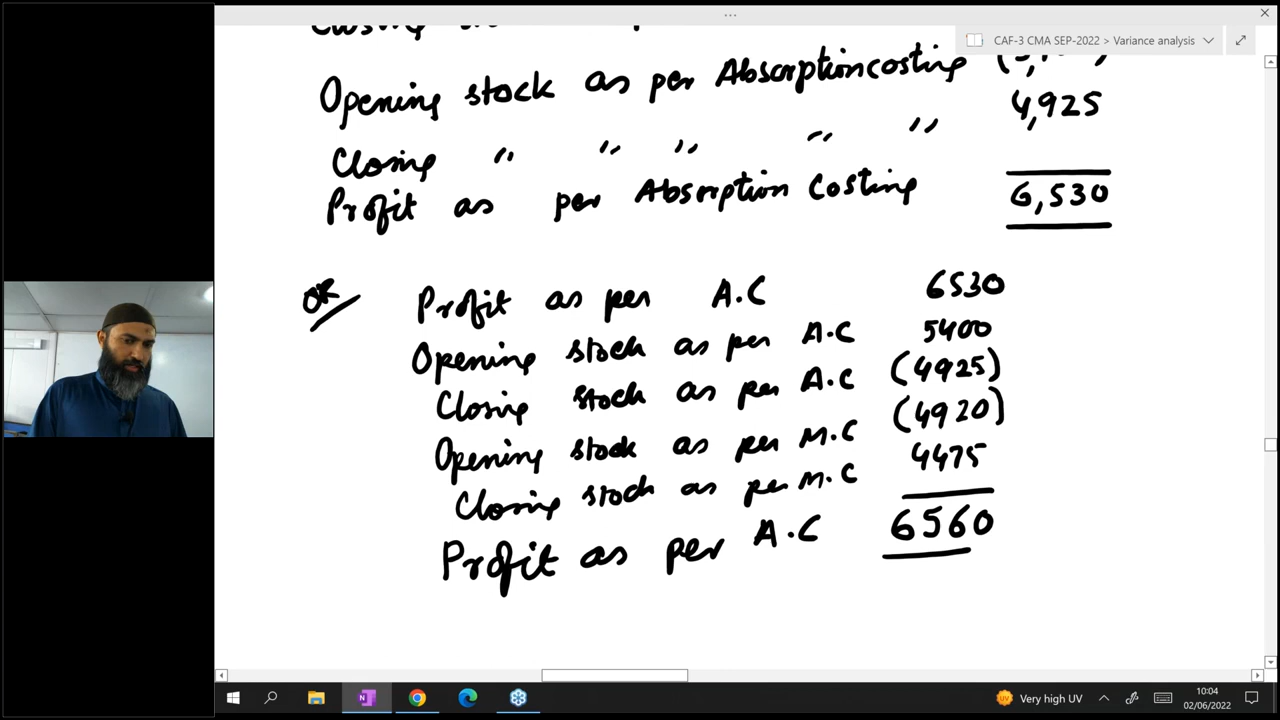 CAF-3 CMA SEP-2022 > Variance analysis
Opening stock as per Absorption costing
Closing " " " " " 4,925
Profit as per Absorption Costing 6,530
OR
Profit as per A.C 6530
Opening stock as per A.C 5400
Closing stock as per A.C (4925)
Opening stock as per M.C (4920)
Closing stock as per M.C 4475
Profit as per A.C 6560
Very high UV
10:04
02/06/2022